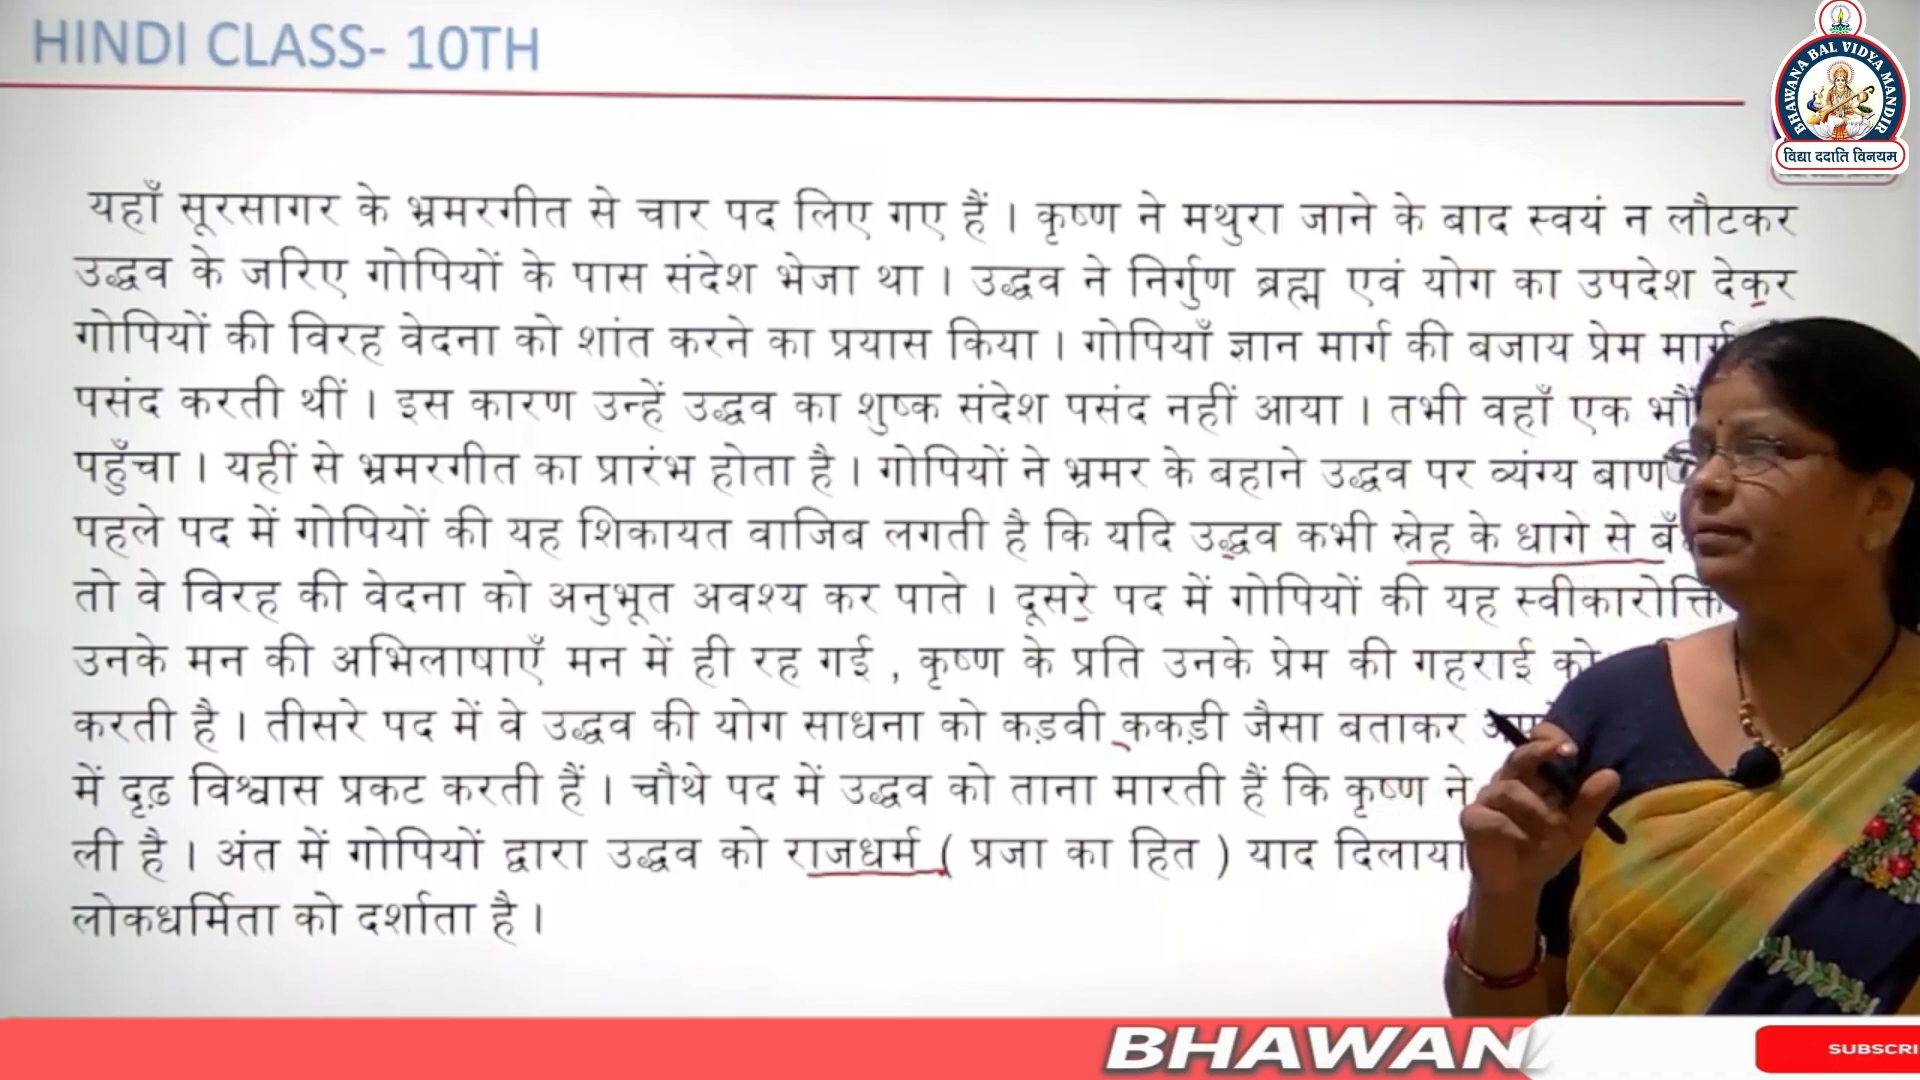 HINDI CLASS- 10TH
BHAWANA BAL VIDYA MANDIR
विद्या ददाति विनयम
यहाँ सूरसागर के भ्रमरगीत से चार पद लिए गए हैं । कृष्ण ने मथुरा जाने के बाद स्वयं न लौटकर
उद्धव के जरिए गोपियों के पास संदेश भेजा था । उद्धव ने निर्गुण ब्रह्म एवं योग का उपदेश देकर
गोपियों की विरह वेदना को शांत करने का प्रयास किया । गोपियाँ ज्ञान मार्ग की बजाय प्रेम मार्ग
पसंद करती थीं । इस कारण उन्हें उद्धव का शुष्क संदेश पसंद नहीं आया । तभी वहाँ एक
पहुँचा । यहीं से भ्रमरगीत का प्रारंभ होता है । गोपियों ने भ्रमर के बहाने उद्धव पर व्यंग्य बाण
पहले पद में गोपियों की यह शिकायत वाजिब लगती है कि यदि उद्धव कभी स्नेह के धागे से
तो वे विरह की वेदना को अनुभूत अवश्य कर पाते । दूसरे पद में गोपियों की यह स्वीकारोक्ति
उनके मन की अभिलाषाएँ मन में ही रह गई , कृष्ण के प्रति उनके प्रेम की गहराई को
करती है । तीसरे पद में वे उद्धव की योग साधना को कड़वी ककड़ी जैसा बताकर
में दृढ़ विश्वास प्रकट करती हैं । चौथे पद में उद्धव को ताना मारती हैं कि कृष्ण ने
ली है । अंत में गोपियों द्वारा उद्धव को राजधर्म ( प्रजा का हित ) याद दिलाया
लोकधर्मिता को दर्शाता है ।
BHAWANA
SUBSCRI